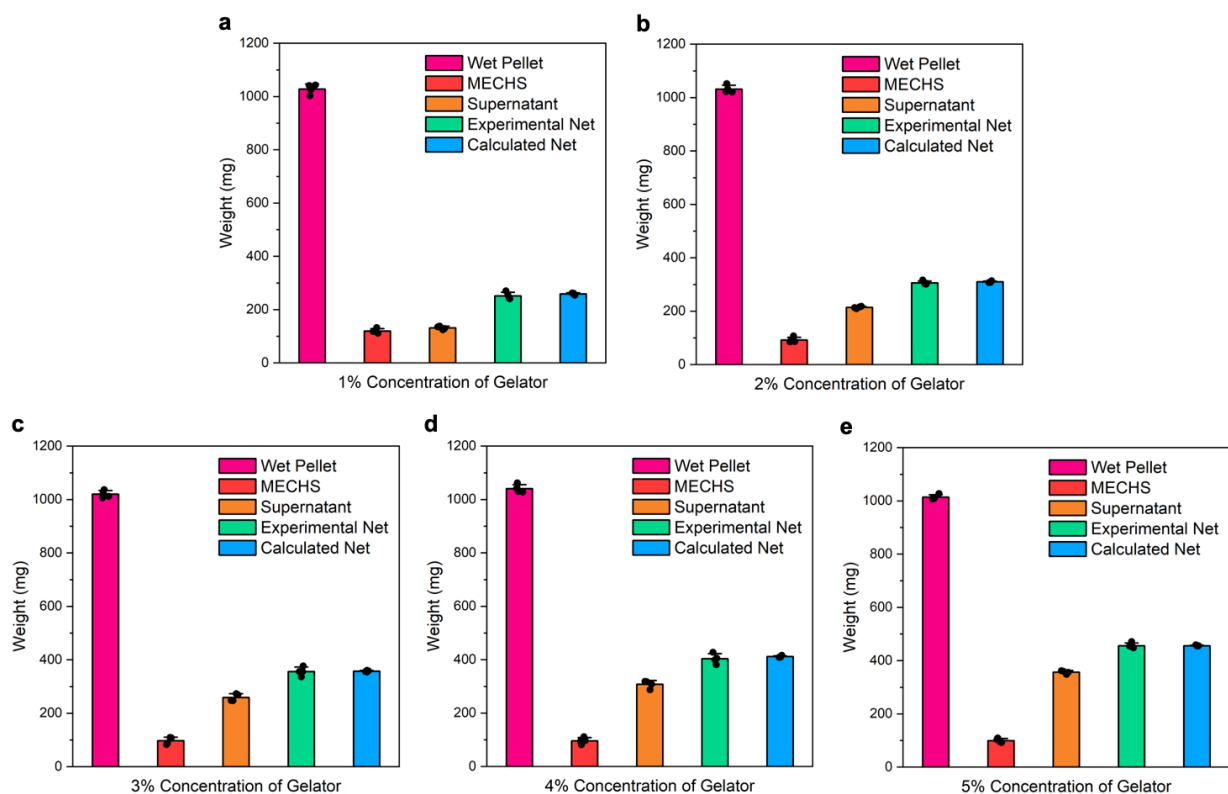 a
1200
1000
800
600
400
200
0
Weight (mg)
Wet Pellet
MECHS
Supernatant
Experimental Net
Calculated Net
1% Concentration of Gelator
b
1200
1000
800
600
400
200
0
Weight (mg)
Wet Pellet
MECHS
Supernatant
Experimental Net
Calculated Net
2% Concentration of Gelator
c
1200
1000
800
600
400
200
0
Weight (mg)
Wet Pellet
MECHS
Supernatant
Experimental Net
Calculated Net
3% Concentration of Gelator
d
1200
1000
800
600
400
200
0
Weight (mg)
Wet Pellet
MECHS
Supernatant
Experimental Net
Calculated Net
4% Concentration of Gelator
e
1200
1000
800
600
400
200
0
Weight (mg)
Wet Pellet
MECHS
Supernatant
Experimental Net
Calculated Net
5% Concentration of Gelator